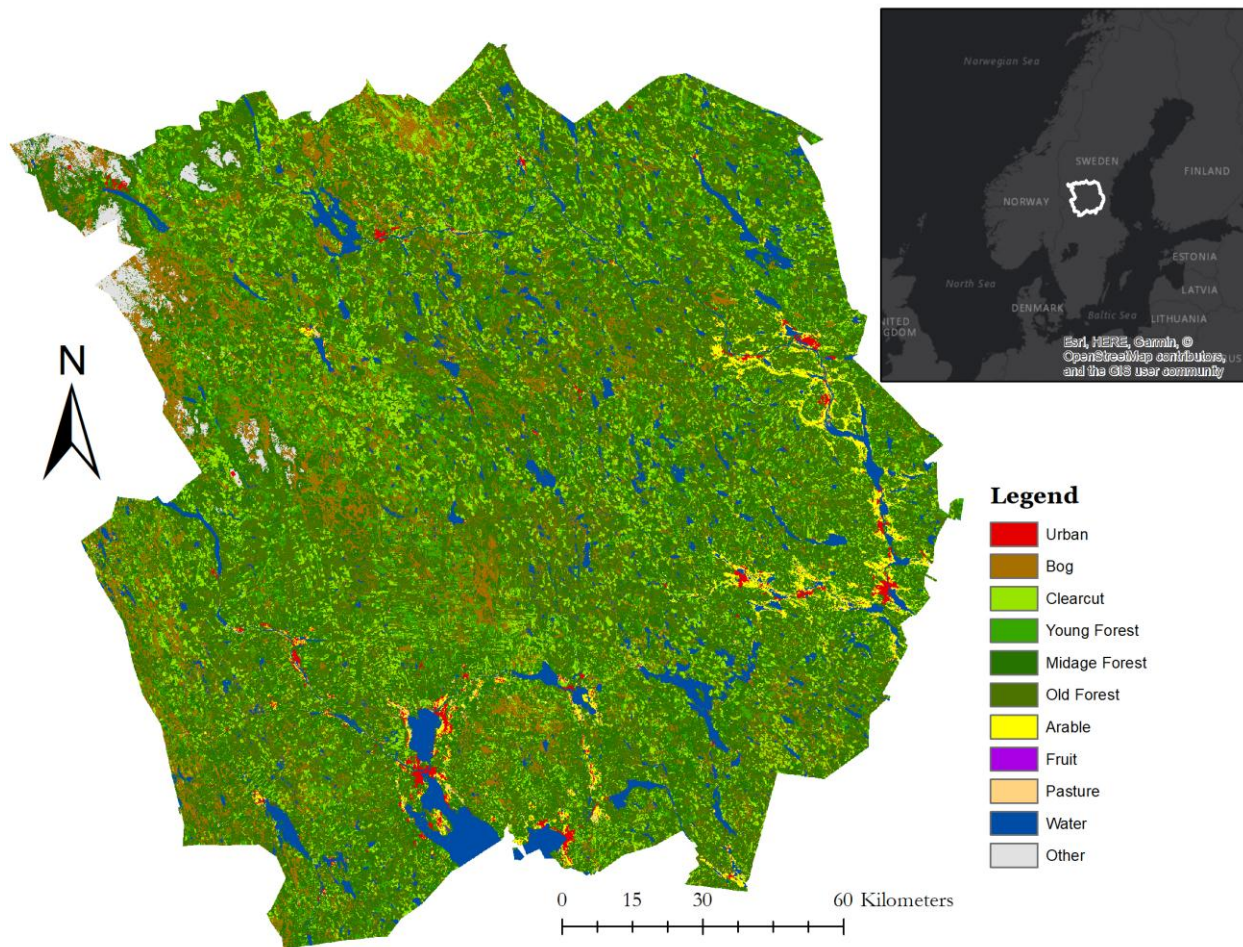 Norwegian Sea
SWEDEN
FINLAND
NORWAY
ESTONIA
North Sea
LATVIA
DENMARK
Baltic Sea
LITHUANIA
Esri, HERE, Garmin, ©
OpenStreetMap contributors,
and the GIS user community
N
Legend
Urban
Bog
Clearcut
Young Forest
Midage Forest
Old Forest
Arable
Fruit
Pasture
Water
Other
0 15 30 60 Kilometers